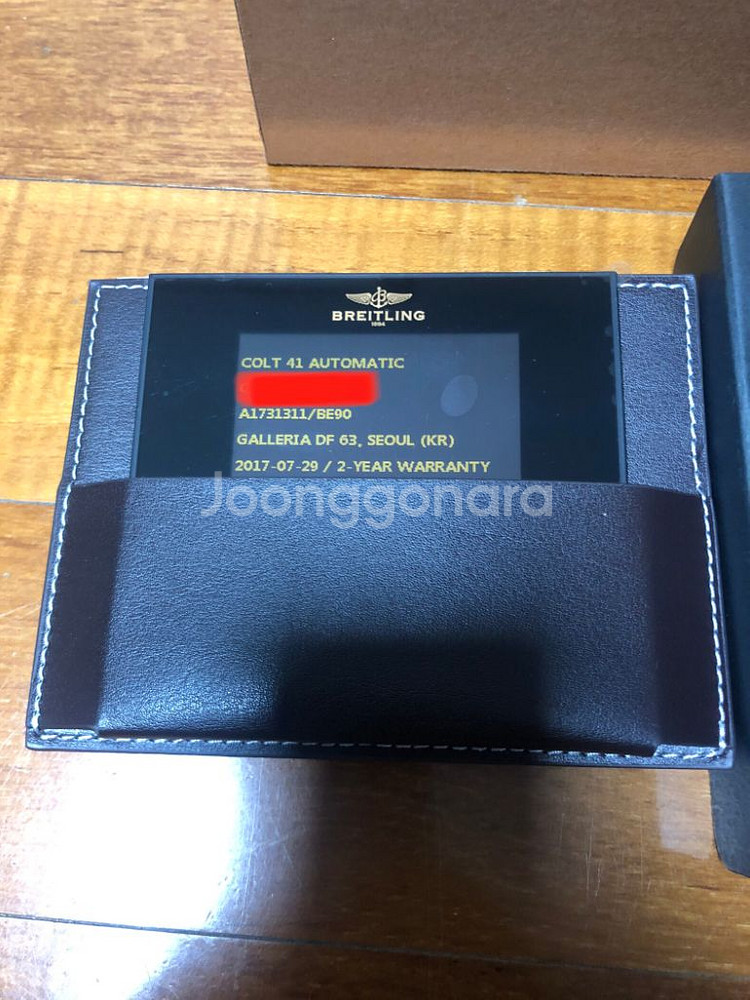 BREITLING
1884
COLT 41 AUTOMATIC
A1731311/BE90
GALLERIA DF 63, SEOUL (KR)
2017-07-29 / 2-YEAR WARRANTY
Joonggonara